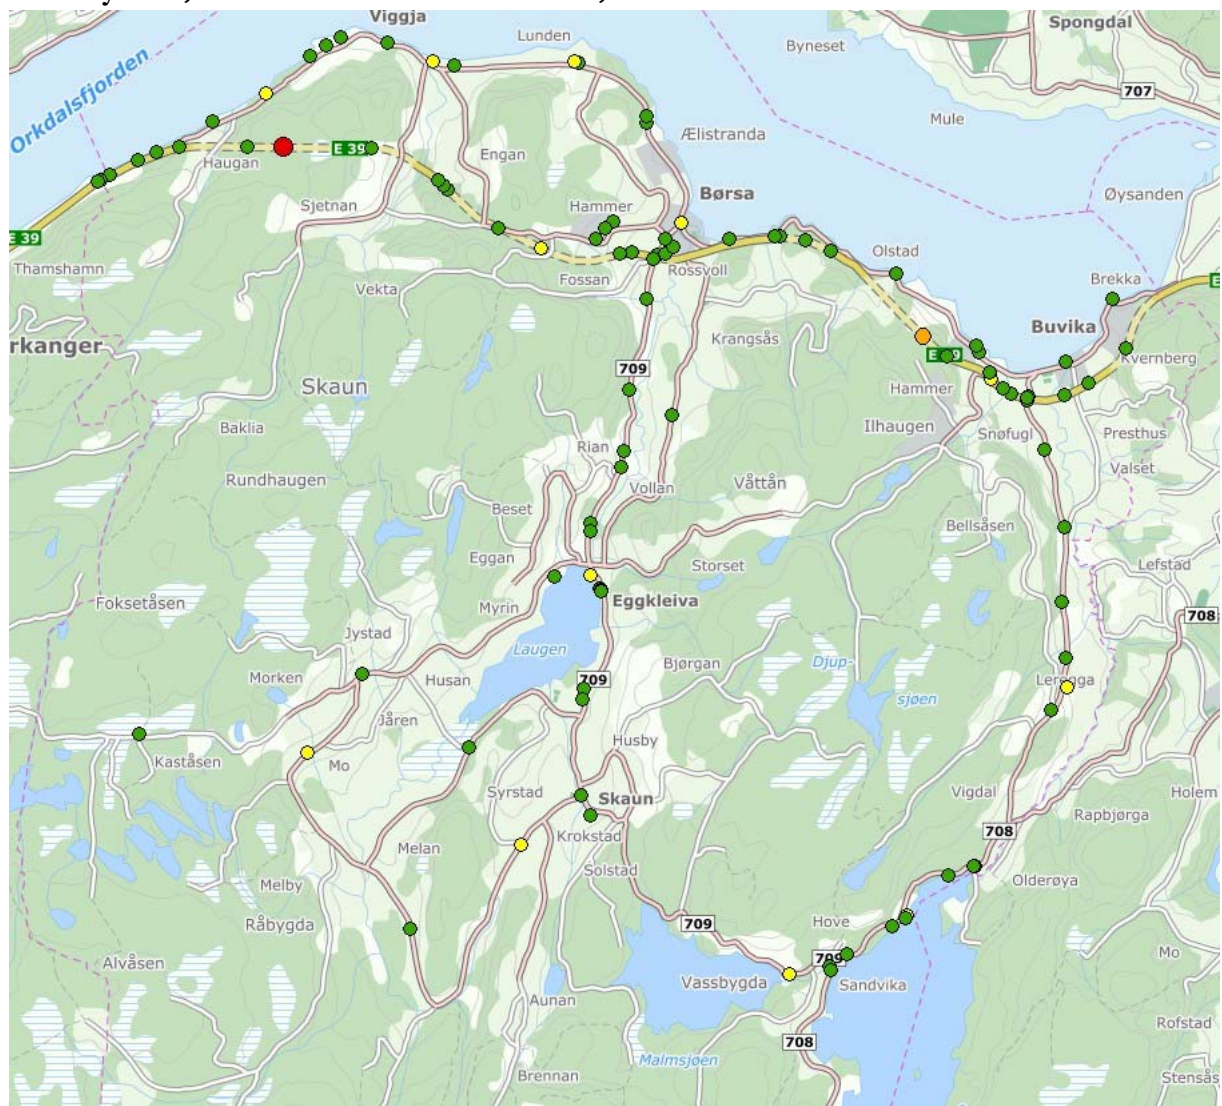 Viggja
Lunden
Spongdal
Byneset
Orkdalsfjorden
707
Mule
Ælistranda
E 39
Haugan
Engan
Børsa
Øysanden
Sjetnan
Hammer
E 39
Olstad
Thamshamn
Fossan
Rossvoll
Brekka
Vekta
Buvika
rkanger
Krangsås
Kvernberg
709
Skaun
Hammer
Baklia
Ilhaugen
Snøfugl
Presthus
Rian
Valset
Rundhaugen
Vollan
Våttån
Beset
Bellsåsen
Eggan
Storset
Lefstad
Foksetåsen
Myrin
Eggkleiva
708
Jystad
Laugen
Bjørgan
Djup-
sjøen
Morken
Husan
709
Jåren
Husby
Kaståsen
Mo
Syrstad
Skaun
Vigdal
Holem
Rapbjørga
Krokstad
708
Melan
Solstad
Melby
Olderøya
Råbygda
709
Hove
Mo
Alvåsen
Vassbygda
Sandvika
Aunan
Rofstad
708
Malmsjøen
Brennan
Stensås